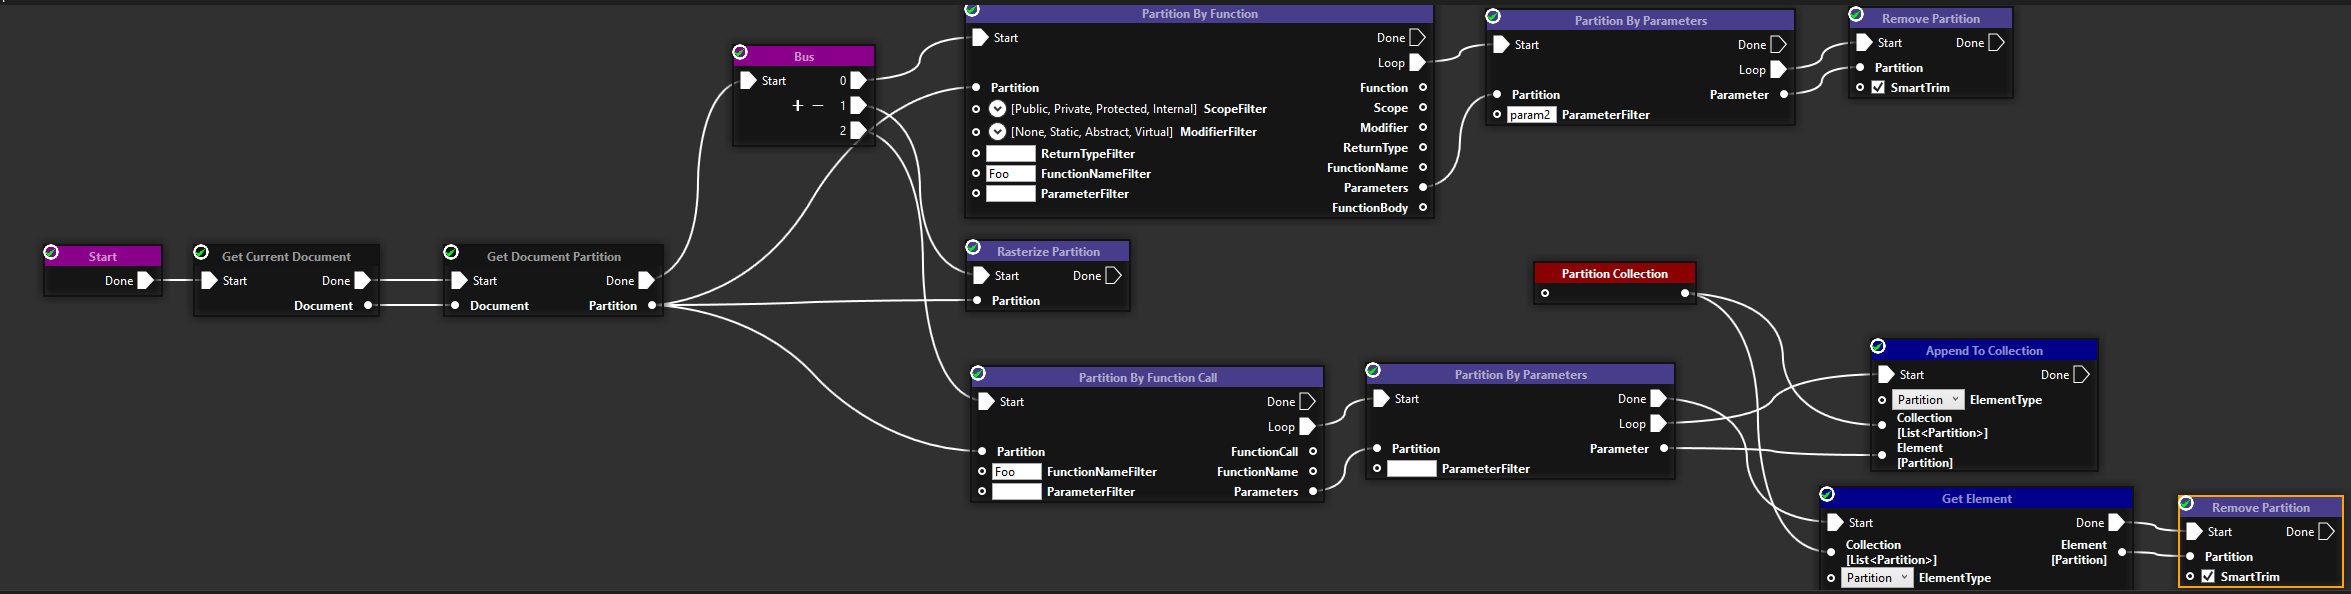 Partition By Function
Start
Done
Loop
Partition
Function
[Public, Private, Protected, Internal] ScopeFilter
Scope
[None, Static, Abstract, Virtual] ModifierFilter
Modifier
ReturnTypeFilter
ReturnType
Foo FunctionNameFilter
FunctionName
ParameterFilter
Parameters
FunctionBody
Partition By Parameters
Start
Done
Loop
Partition
Parameter
param2 ParameterFilter
Remove Partition
Start
Done
Partition
SmartTrim
Bus
Start
0
+ − 1
2
Start
Done
Get Current Document
Start
Done
Document
Get Document Partition
Start
Done
Document
Partition
Rasterize Partition
Start
Done
Partition
Partition Collection
Partition By Function Call
Start
Done
Loop
Partition
FunctionCall
Foo FunctionNameFilter
FunctionName
ParameterFilter
Parameters
Partition By Parameters
Start
Done
Loop
Partition
Parameter
ParameterFilter
Append To Collection
Start
Done
Partition ElementType
Collection
[List<Partition>]
Element
[Partition]
Get Element
Start
Done
Collection
[List<Partition>]
Element
[Partition]
Partition ElementType
Remove Partition
Start
Done
Partition
SmartTrim